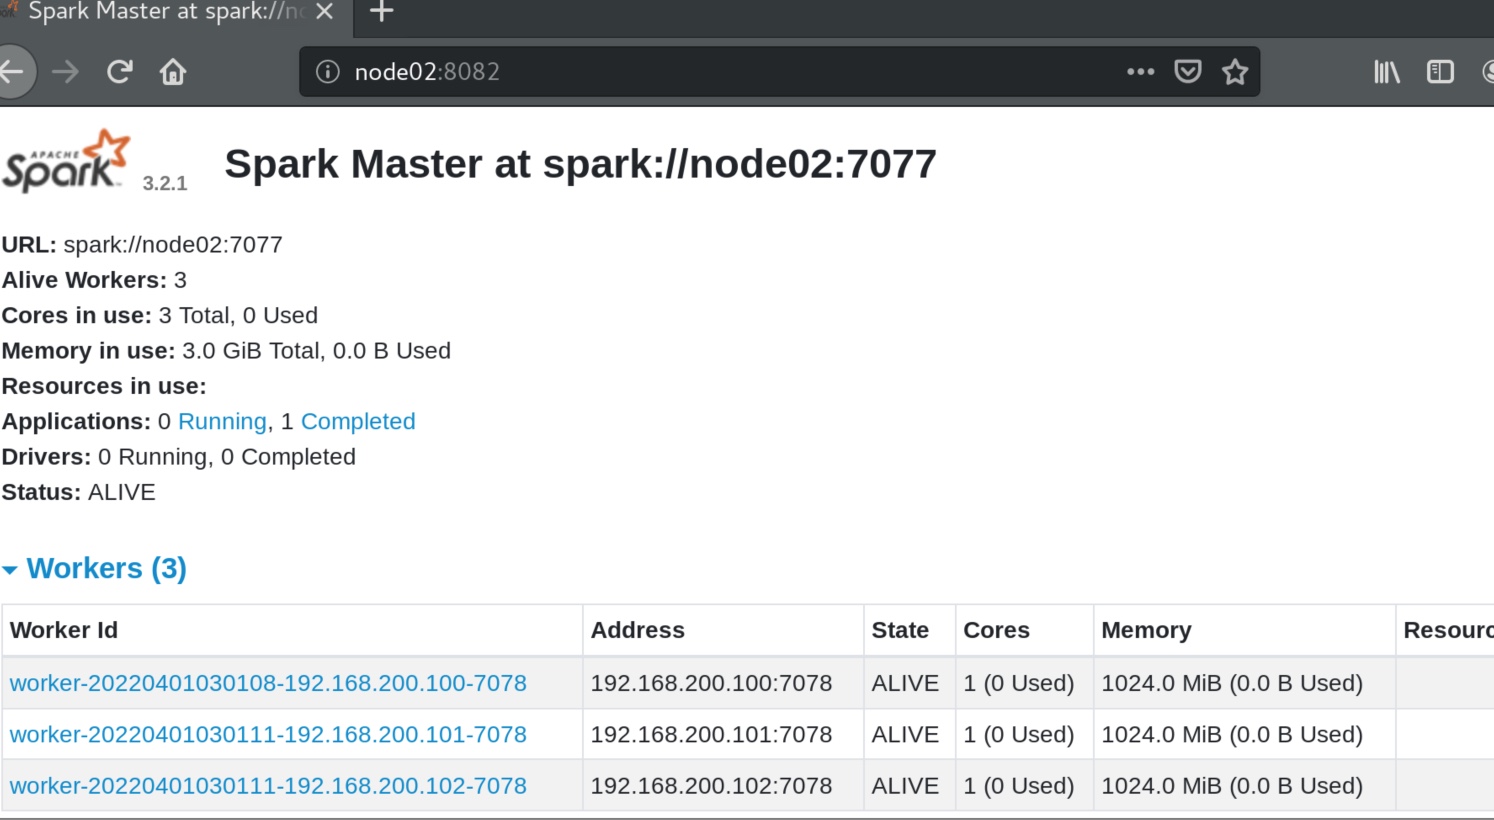 Spark Master at spark://no
node02:8082
APACHE
Spark 3.2.1
Spark Master at spark://node02:7077
URL: spark://node02:7077
Alive Workers: 3
Cores in use: 3 Total, 0 Used
Memory in use: 3.0 GiB Total, 0.0 B Used
Resources in use:
Applications: 0 Running, 1 Completed
Drivers: 0 Running, 0 Completed
Status: ALIVE
Workers (3)
Worker Id Address State Cores Memory Resourc
worker-20220401030108-192.168.200.100-7078 192.168.200.100:7078 ALIVE 1 (0 Used) 1024.0 MiB (0.0 B Used)
worker-20220401030111-192.168.200.101-7078 192.168.200.101:7078 ALIVE 1 (0 Used) 1024.0 MiB (0.0 B Used)
worker-20220401030111-192.168.200.102-7078 192.168.200.102:7078 ALIVE 1 (0 Used) 1024.0 MiB (0.0 B Used)